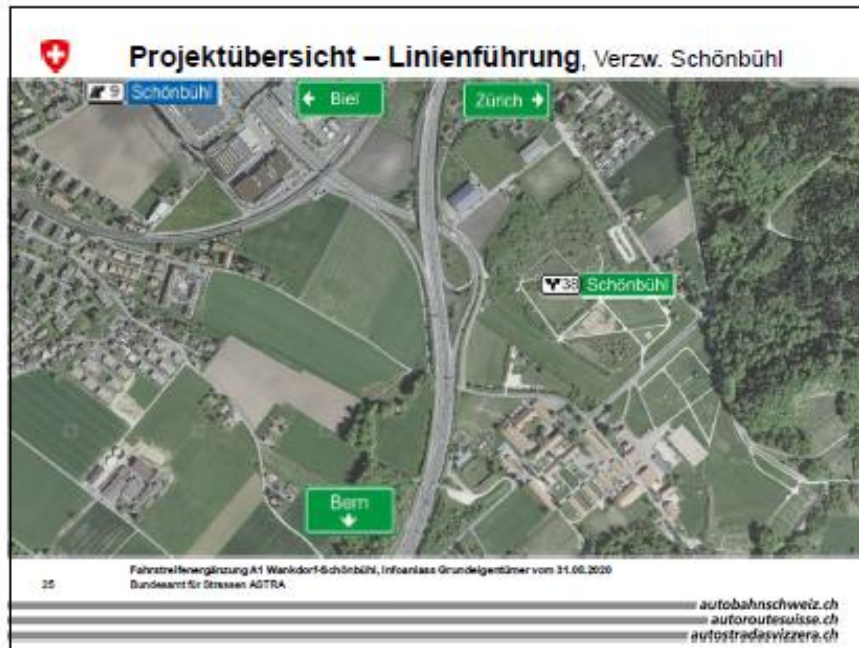 Projektübersicht – Linienführung, Verzw. Schönbühl
9 Schönbühl
← Biel
Zürich →
38 Schönbühl
Bern
↓
Fahrstreifenergänzung A1 Wankdorf-Schönbühl, Infoanlass Grundeigentümer vom 31.08.2020
25
Bundesamt für Strassen ASTRA
autobahnschweiz.ch
autoroutesuisse.ch
autostradasvizzera.ch